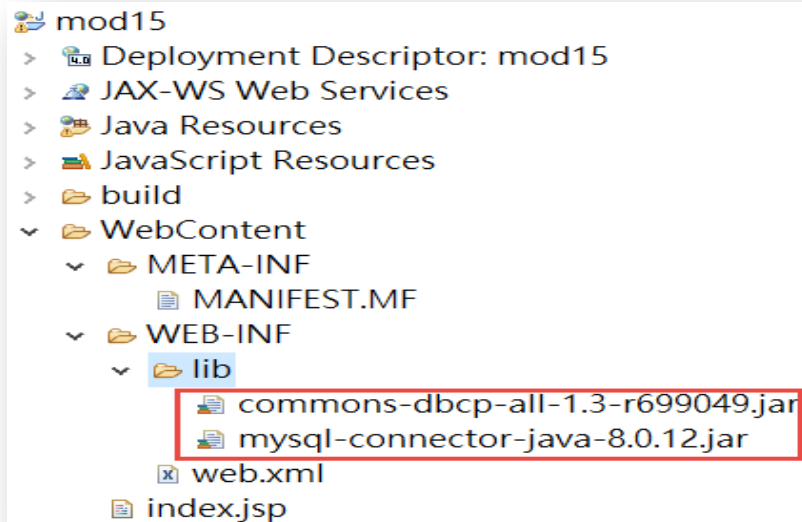 mod15
Deployment Descriptor: mod15
JAX-WS Web Services
Java Resources
JavaScript Resources
build
WebContent
META-INF
MANIFEST.MF
WEB-INF
lib
commons-dbcp-all-1.3-r699049.jar
mysql-connector-java-8.0.12.jar
web.xml
index.jsp